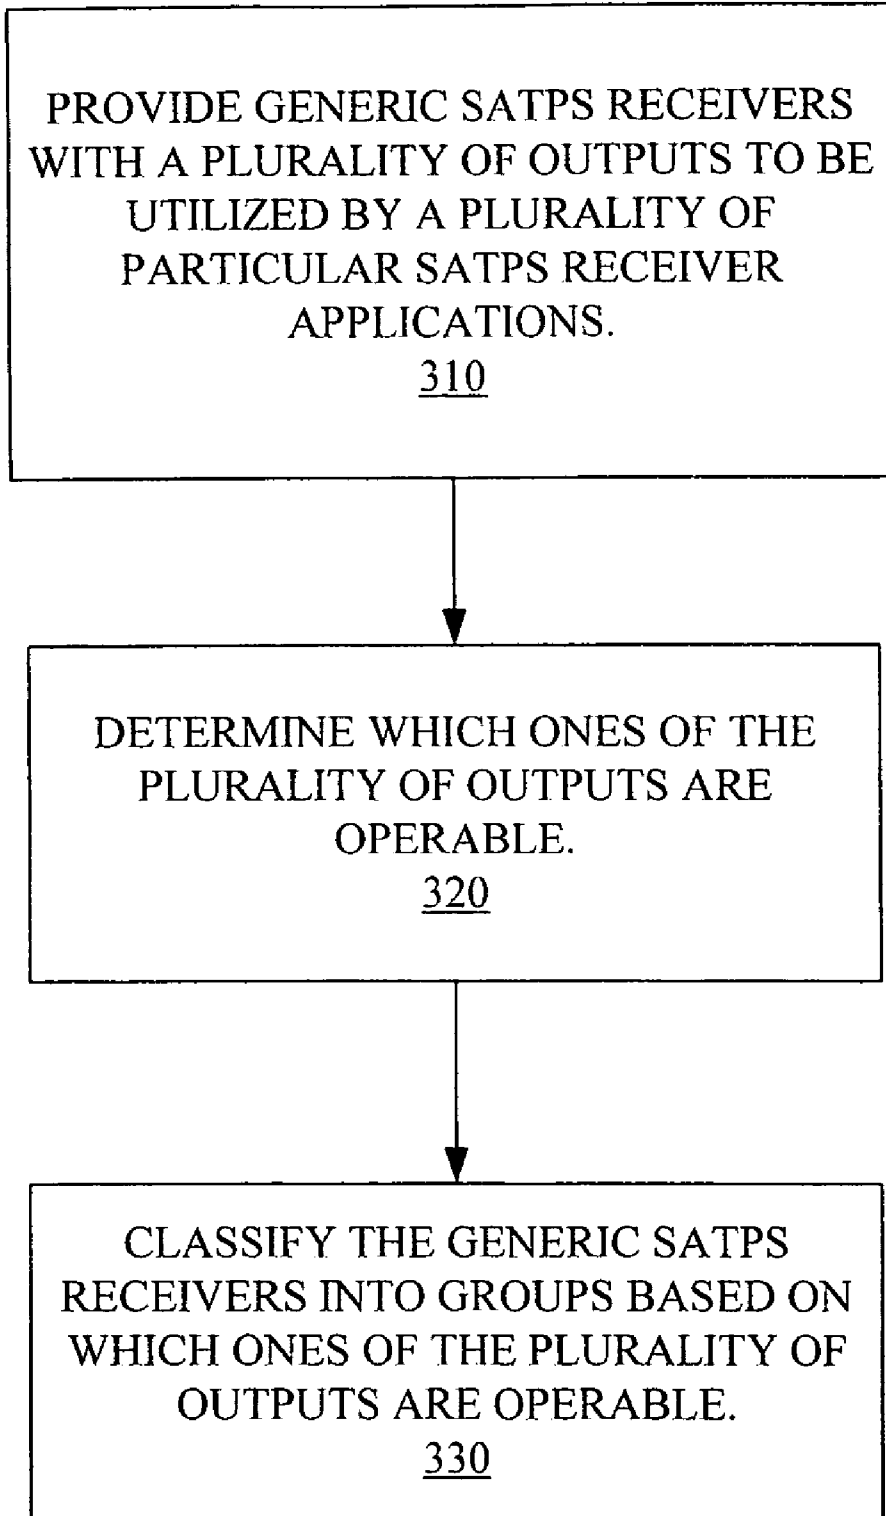 PROVIDE GENERIC SATPS RECEIVERS
WITH A PLURALITY OF OUTPUTS TO BE
UTILIZED BY A PLURALITY OF
PARTICULAR SATPS RECEIVER
APPLICATIONS.
310
DETERMINE WHICH ONES OF THE
PLURALITY OF OUTPUTS ARE
OPERABLE.
320
CLASSIFY THE GENERIC SATPS
RECEIVERS INTO GROUPS BASED ON
WHICH ONES OF THE PLURALITY OF
OUTPUTS ARE OPERABLE.
330